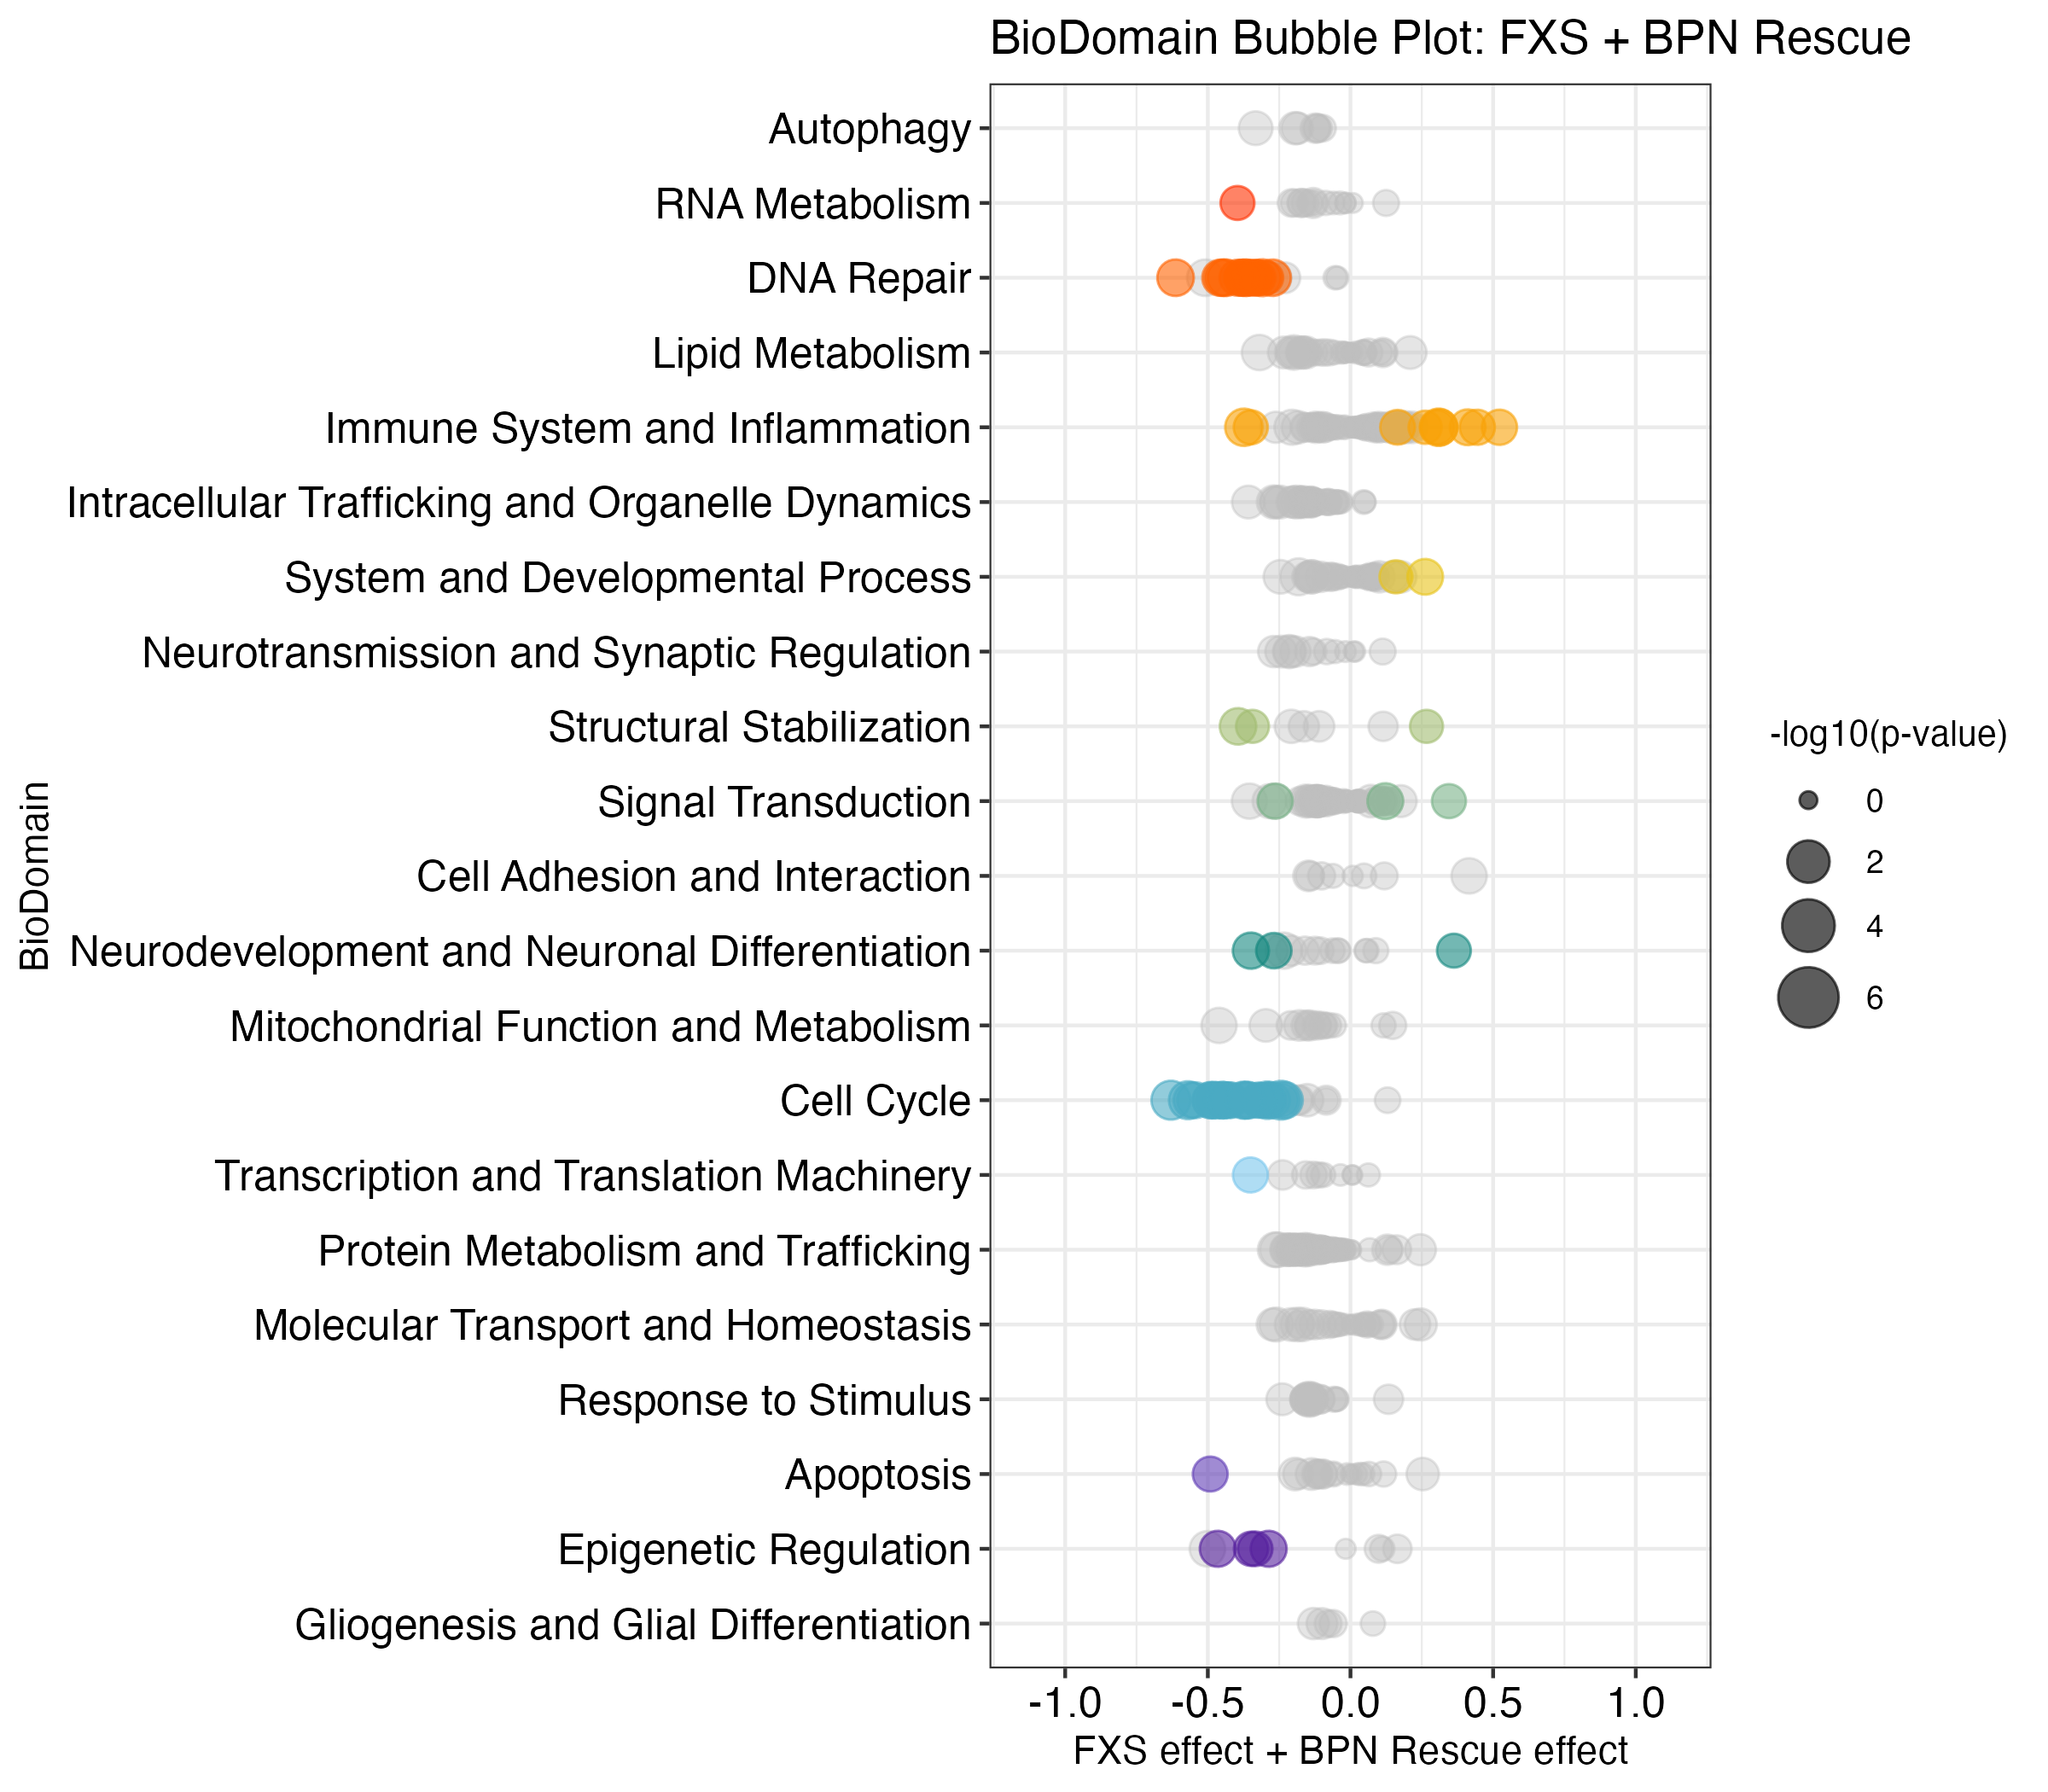 BioDomain Bubble Plot: FXS + BPN Rescue
Autophagy
RNA Metabolism
DNA Repair
Lipid Metabolism
Immune System and Inflammation
Intracellular Trafficking and Organelle Dynamics
System and Developmental Process
Neurotransmission and Synaptic Regulation
Structural Stabilization
Signal Transduction
Cell Adhesion and Interaction
Neurodevelopment and Neuronal Differentiation
Mitochondrial Function and Metabolism
Cell Cycle
Transcription and Translation Machinery
Protein Metabolism and Trafficking
Molecular Transport and Homeostasis
Response to Stimulus
Apoptosis
Epigenetic Regulation
Gliogenesis and Glial Differentiation
BioDomain
-1.0 -0.5 0.0 0.5 1.0
FXS effect + BPN Rescue effect
-log10(p-value)
0
2
4
6